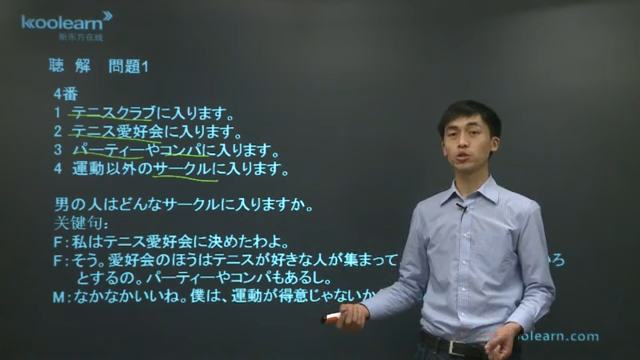 koolearn
新东方在线
聴解 問題1
4番
1 テニスクラブに入ります。
2 テニス愛好会に入ります。
3 パーティーやコンパに入ります。
4 運動以外のサークルに入ります。
男の人はどんなサークルに入りますか。
关键句:
F:私はテニス愛好会に決めたわよ。
F:そう。愛好会のほうはテニスが好きな人が集まって ろ
とするの。パーティーやコンパもあるし。
M:なかなかいいね。僕は、運動が得意じゃないか
oolearn.com